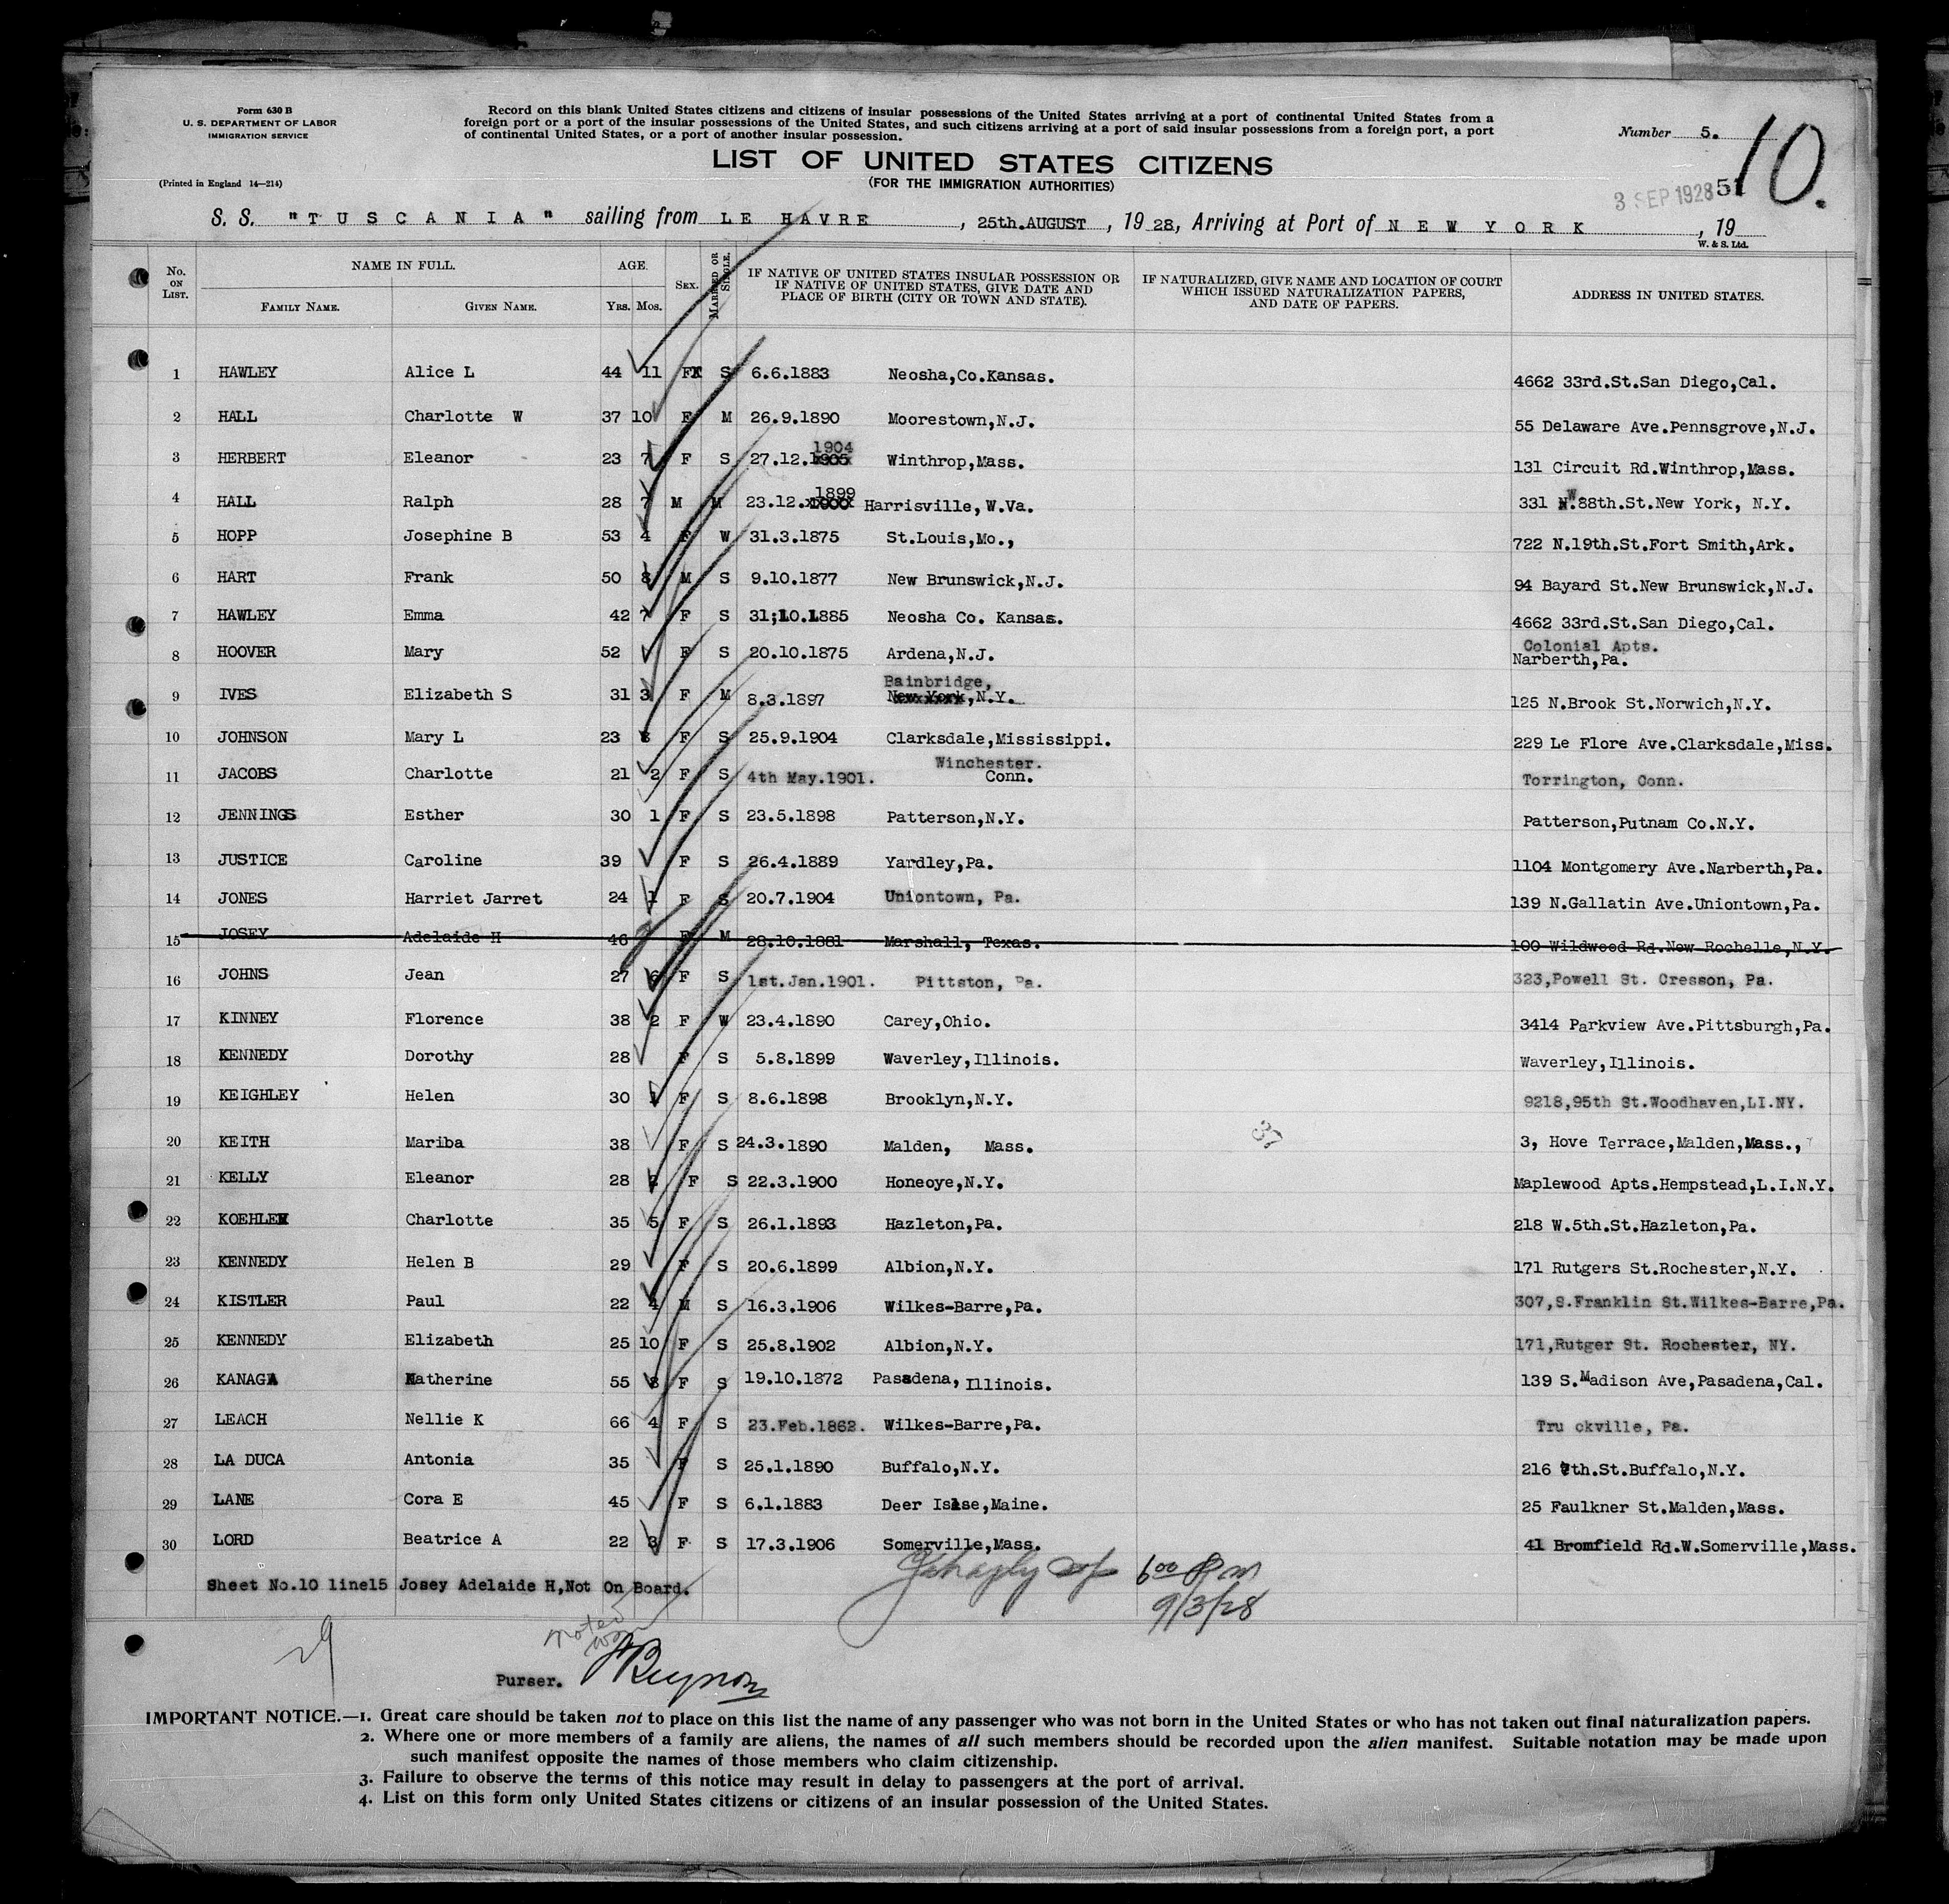 Form 630 B
U. S. DEPARTMENT OF LABOR
IMMIGRATION SERVICE
(Printed in England 14—214)
Record on this blank United States citizens and citizens of insular possessions of the United States arriving at a port of continental United States from a
foreign port or a port of the insular possessions of the United States, and such citizens arriving at a port of said insular possessions from a foreign port, a port
of continental United States, or a port of another insular possession.
Number 5. 10.
LIST OF UNITED STATES CITIZENS
(FOR THE IMMIGRATION AUTHORITIES)
3 SEP 1928 51
S. S. "TUSCANIA" sailing from LE HAVRE, 25th.AUGUST, 19 28, Arriving at Port of NEW YORK, 19
W. & S. Ltd.
No. ON LIST. NAME IN FULL. FAMILY NAME. GIVEN NAME. AGE. YRS. MOS. SEX. MARRIED OR SINGLE. IF NATIVE OF UNITED STATES INSULAR POSSESSION OR IF NATIVE OF UNITED STATES, GIVE DATE AND PLACE OF BIRTH (CITY OR TOWN AND STATE). IF NATURALIZED, GIVE NAME AND LOCATION OF COURT WHICH ISSUED NATURALIZATION PAPERS, AND DATE OF PAPERS. ADDRESS IN UNITED STATES.
1 HAWLEY Alice L 44 11 F S 6.6.1883 Neosha,Co.Kansas. 4662 33rd.St.San Diego,Cal.
2 HALL Charlotte W 37 10 F M 26.9.1890 Moorestown,N.J. 55 Delaware Ave.Pennsgrove,N.J.
3 HERBERT Eleanor 23 7 F S 27.12.1905 1904 Winthrop,Mass. 131 Circuit Rd.Winthrop,Mass.
4 HALL Ralph 28 7 M M 23.12.1900 1899 Harrisville,W.Va. 331 W.88th.St.New York, N.Y.
5 HOPP Josephine B 53 4 F W 31.3.1875 St.Louis,Mo., 722 N.19th.St.Fort Smith,Ark.
6 HART Frank 50 8 M S 9.10.1877 New Brunswick,N.J. 94 Bayard St.New Brunswick,N.J.
7 HAWLEY Emma 42 7 F S 31;10.1885 Neosha Co. Kansas. 4662 33rd.St.San Diego,Cal.
8 HOOVER Mary 52 F S 20.10.1875 Ardena,N.J. Colonial Apts. Narberth,Pa.
9 IVES Elizabeth S 31 3 F M 8.3.1897 Bainbridge, New York,N.Y. 125 N.Brook St.Norwich,N.Y.
10 JOHNSON Mary L 23 8 F S 25.9.1904 Clarksdale,Mississippi. 229 Le Flore Ave.Clarksdale,Miss.
11 JACOBS Charlotte 21 2 F S 4th May.1901. Winchester. Conn. Torrington, Conn.
12 JENNINGS Esther 30 1 F S 23.5.1898 Patterson,N.Y. Patterson,Putnam Co.N.Y.
13 JUSTICE Caroline 39 F S 26.4.1889 Yardley,Pa. 1104 Montgomery Ave.Narberth,Pa.
14 JONES Harriet Jarret 24 1 F S 20.7.1904 Uniontown, Pa. 139 N.Gallatin Ave.Uniontown,Pa.
15 JOSEY Adelaide H 46 F M 28.10.1881 Marshall, Texas. 100 Wildwood Rd.New Rochelle,N.Y.
16 JOHNS Jean 27 6 F S 1st.Jan.1901. Pittston, Pa. 323,Powell St. Cresson, Pa.
17 KINNEY Florence 38 2 F W 23.4.1890 Carey,Ohio. 3414 Parkview Ave.Pittsburgh,Pa.
18 KENNEDY Dorothy 28 F S 5.8.1899 Waverley,Illinois. Waverley,Illinois.
19 KEIGHLEY Helen 30 1 F S 8.6.1898 Brooklyn,N.Y. 9218,95th St.Woodhaven,LI.NY.
20 KEITH Mariba 38 F S 24.3.1890 Malden, Mass. 37 3, Hove Terrace,Malden,Mass.,
21 KELLY Eleanor 28 2 F S 22.3.1900 Honeoye,N.Y. Maplewood Apts.Hempstead,L.I.N.Y.
22 KOEHLER Charlotte 35 5 F S 26.1.1893 Hazleton,Pa. 218 W.5th.St.Hazleton,Pa.
23 KENNEDY Helen B 29 F S 20.6.1899 Albion,N.Y. 171 Rutgers St.Rochester,N.Y.
24 KISTLER Paul 22 4 M S 16.3.1906 Wilkes-Barre,Pa. 307,S.Franklin St.Wilkes-Barre,Pa.
25 KENNEDY Elizabeth 25 10 F S 25.8.1902 Albion,N.Y. 171,Rutger St. Rochester, NY.
26 KANAGA Katherine 55 8 F S 19.10.1872 Pasadena, Illinois. 139 S.Madison Ave,Pasadena,Cal.
27 LEACH Nellie K 66 4 F S 23.Feb.1862. Wilkes-Barre,Pa. Tru ckville, Pa.
28 LA DUCA Antonia 35 F S 25.1.1890 Buffalo,N.Y. 216 7th.St.Buffalo,N.Y.
29 LANE Cora E 45 F S 6.1.1883 Deer Islse,Maine. 25 Faulkner St.Malden,Mass.
30 LORD Beatrice A 22 3 F S 17.3.1906 Somerville,Mass. 41 Bromfield Rd.W.Somerville,Mass.
Sheet No.10 line15 Josey Adelaide H,Not On Board.
6 00 Pm
9/3/28
29
noted
Purser.
IMPORTANT NOTICE.—1. Great care should be taken not to place on this list the name of any passenger who was not born in the United States or who has not taken out final naturalization papers.
2. Where one or more members of a family are aliens, the names of all such members should be recorded upon the alien manifest. Suitable notation may be made upon
such manifest opposite the names of those members who claim citizenship.
3. Failure to observe the terms of this notice may result in delay to passengers at the port of arrival.
4. List on this form only United States citizens or citizens of an insular possession of the United States.